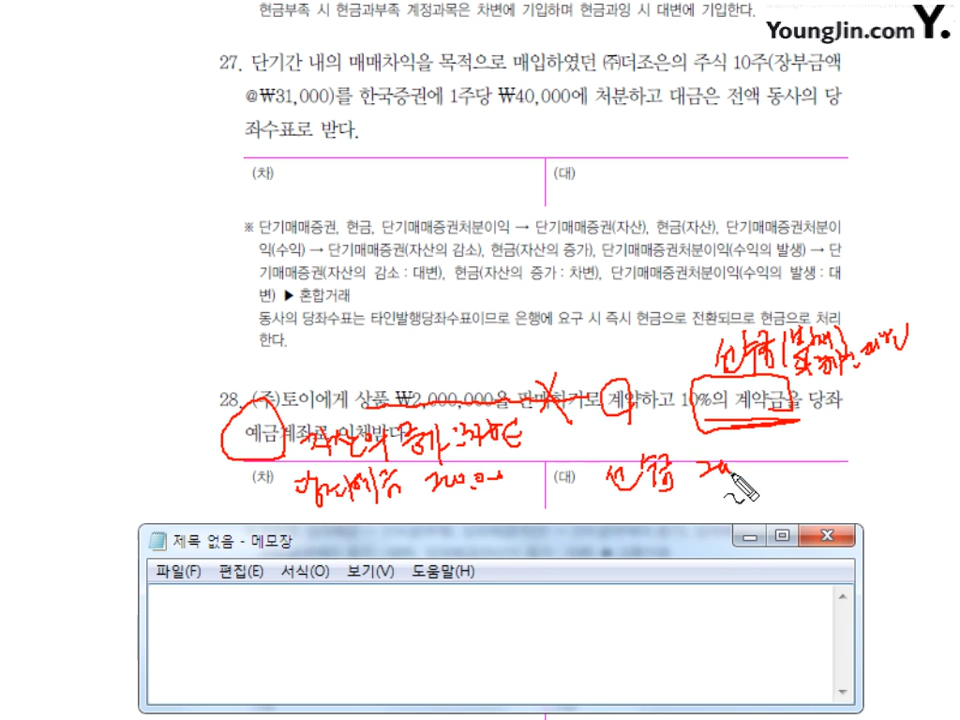 현금부족 시 현금과부족 계정과목은 차변에 기입하며 현금과잉 시 대변에 기입한다.
YoungJin.com Y.
27. 단기간 내의 매매차익을 목적으로 매입하였던 ㈜더조은의 주식 10주(장부금액
@₩31,000)를 한국증권에 1주당 ₩40,000에 처분하고 대금은 전액 동사의 당
좌수표로 받다.
(차) (대)
※ 단기매매증권, 현금, 단기매매증권처분이익 → 단기매매증권(자산), 현금(자산), 단기매매증권처분이
익(수익) → 단기매매증권(자산의 감소), 현금(자산의 증가), 단기매매증권처분이익(수익의 발생) → 단
기매매증권(자산의 감소 : 대변), 현금(자산의 증가 : 차변), 단기매매증권처분이익(수익의 발생 : 대
변) ▶ 혼합거래
동사의 당좌수표는 타인발행당좌수표이므로 은행에 요구 시 즉시 현금으로 전환되므로 현금으로 처리
한다.
선수금(부채)
28. (주)토이에게 상품 ₩2,000,000을 판매하기로 계약하고 10%의 계약금을 당좌
예금계좌로 이체받다.
자산의 증가 차변
(차) 당좌예금 (대) 선수금
제목 없음 - 메모장
파일(F) 편집(E) 서식(O) 보기(V) 도움말(H)